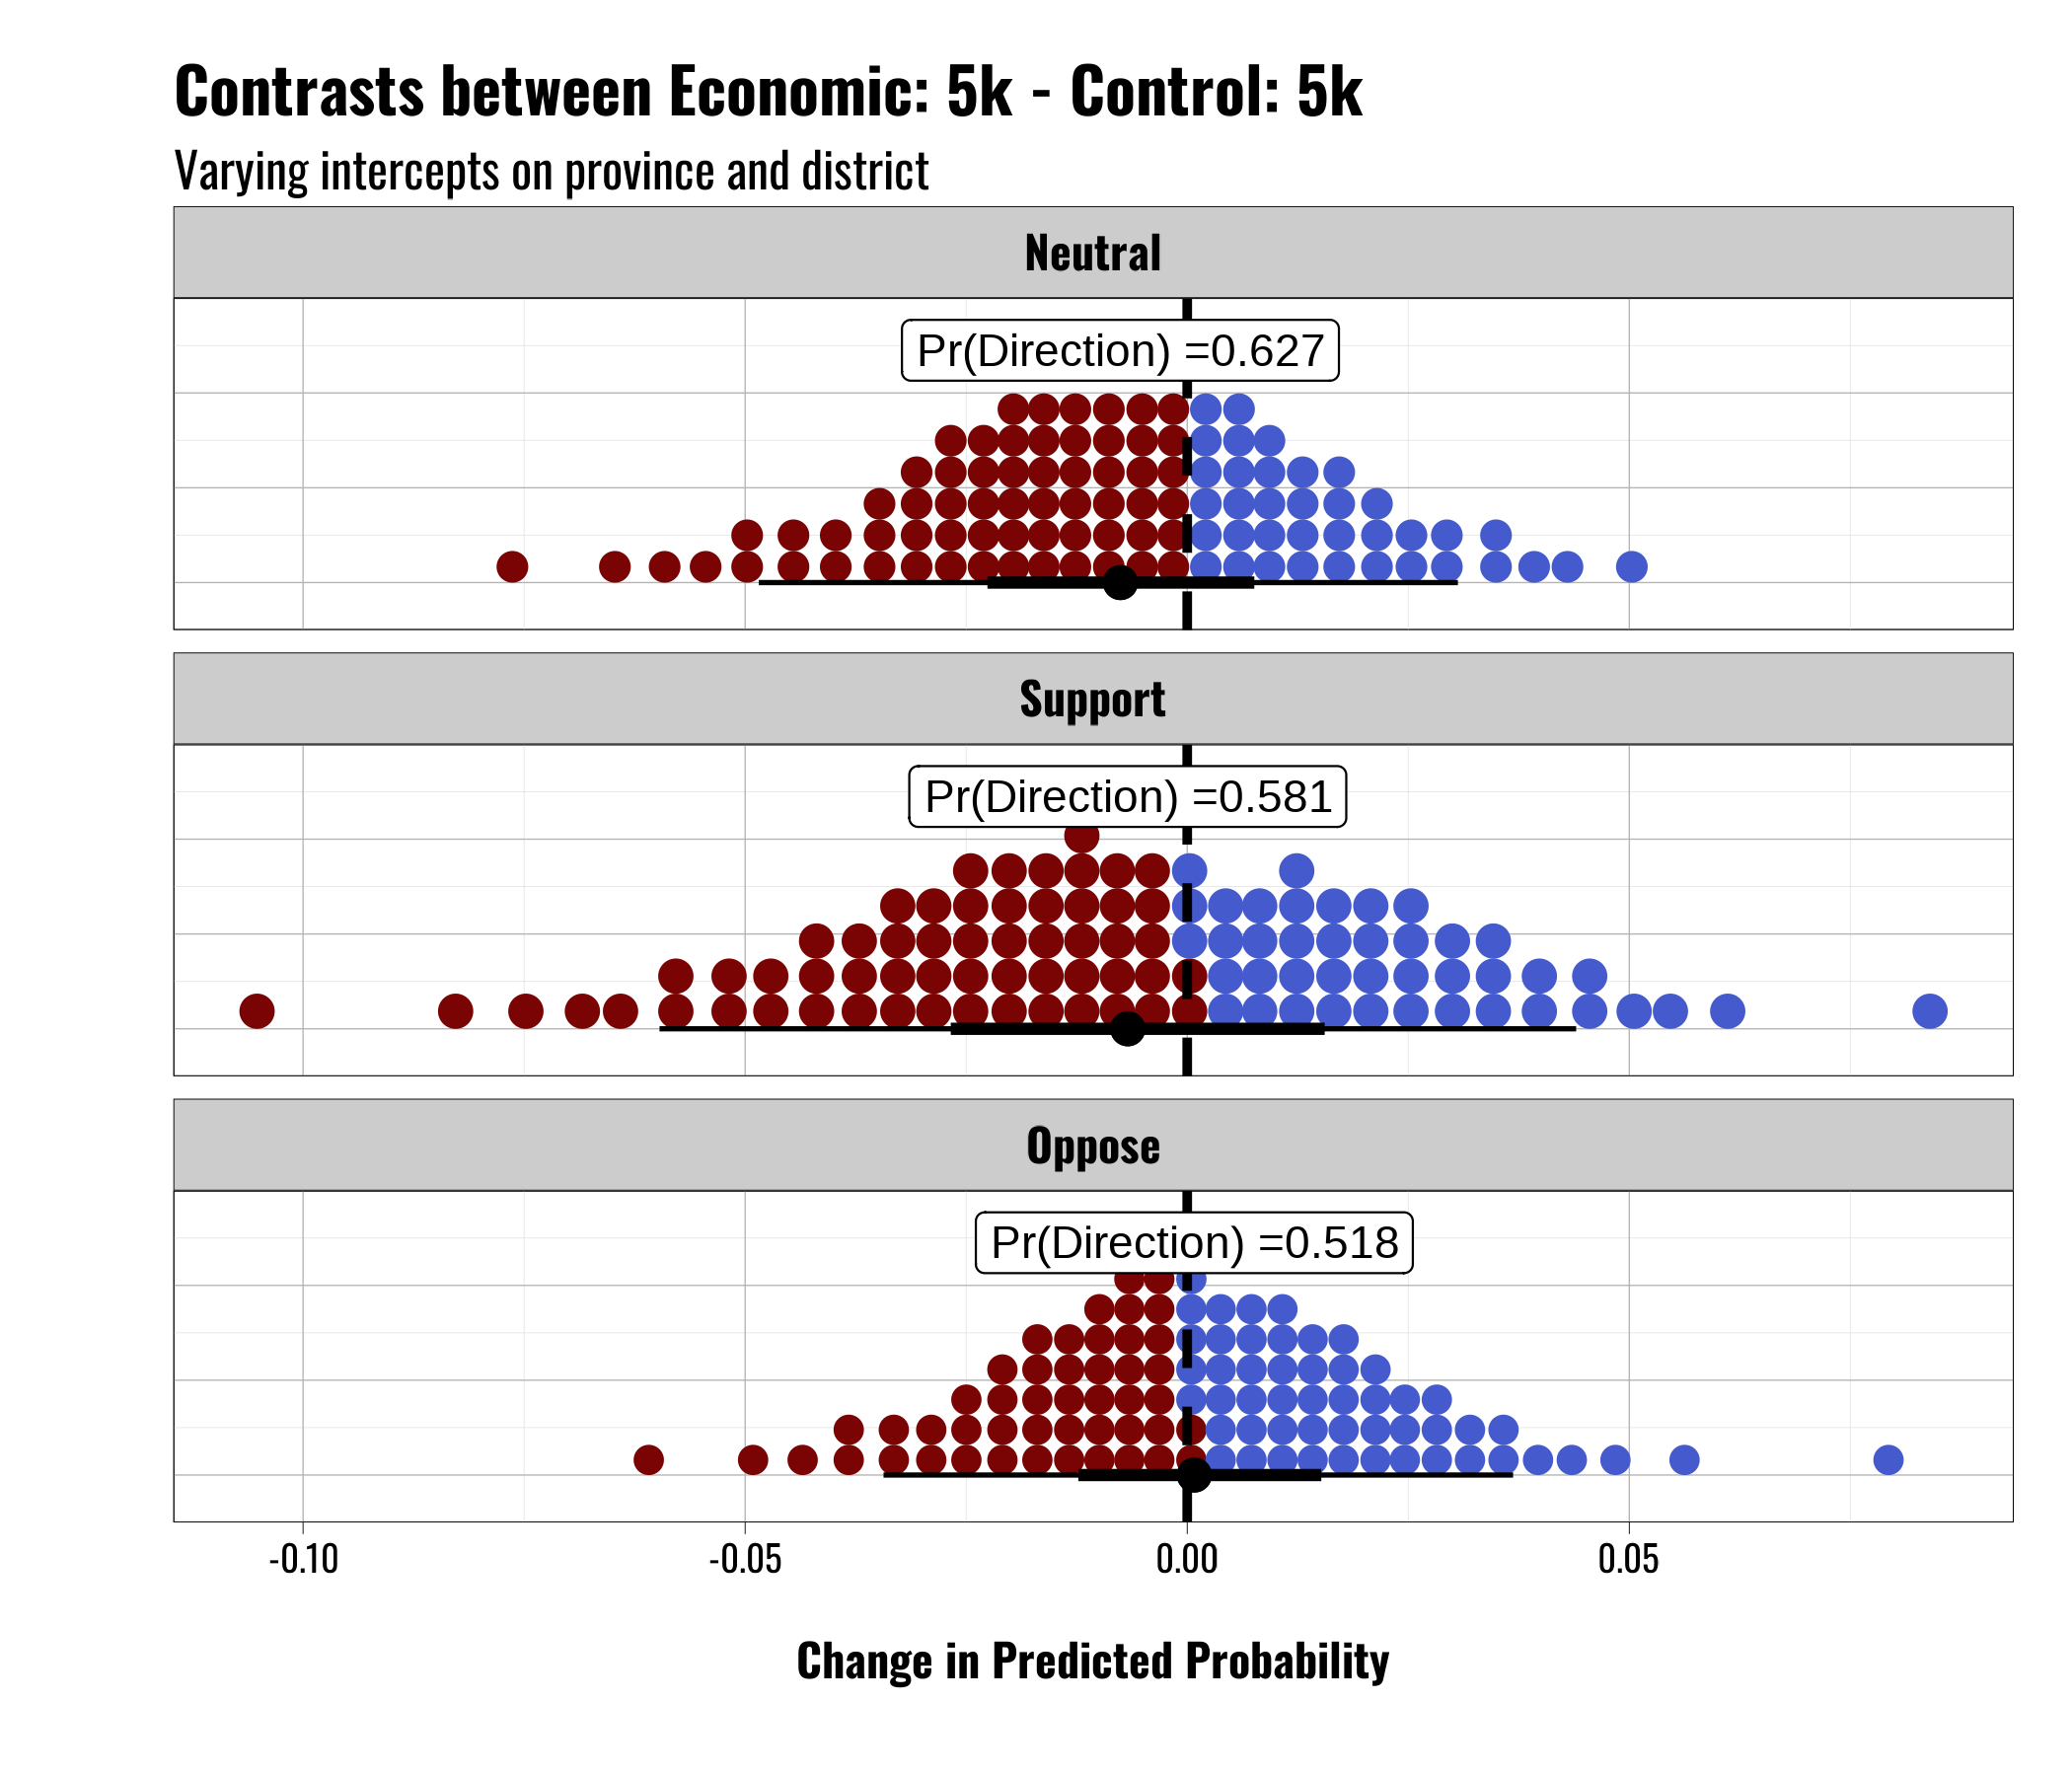 Contrasts between Economic: 5k - Control: 5k
Varying intercepts on province and district
Neutral
Pr(Direction) =0.627
Support
Pr(Direction) =0.581
Oppose
Pr(Direction) =0.518
-0.10 -0.05 0.00 0.05
Change in Predicted Probability